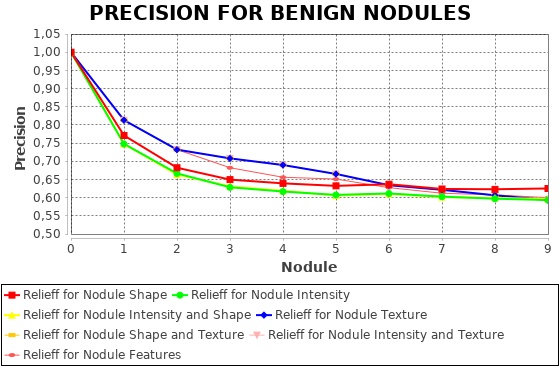 PRECISION FOR BENIGN NODULES
1,05
1,00
0,95
0,90
0,85
0,80
0,75
0,70
0,65
0,60
0,55
0,50
Precision
0 1 2 3 4 5 6 7 8 9
Nodule
Relieff for Nodule Shape Relieff for Nodule Intensity
Relieff for Nodule Intensity and Shape Relieff for Nodule Texture
Relieff for Nodule Shape and Texture Relieff for Nodule Intensity and Texture
Relieff for Nodule Features